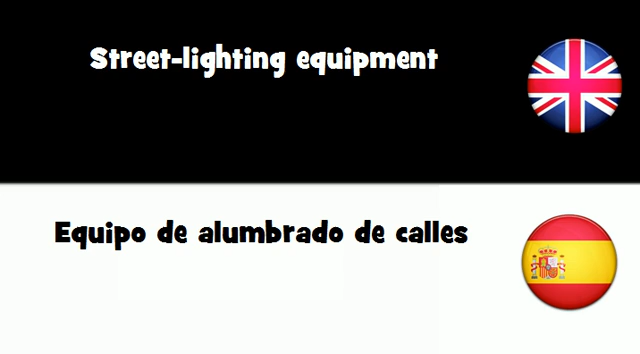 Street-lighting equipment
Equipo de alumbrado de calles